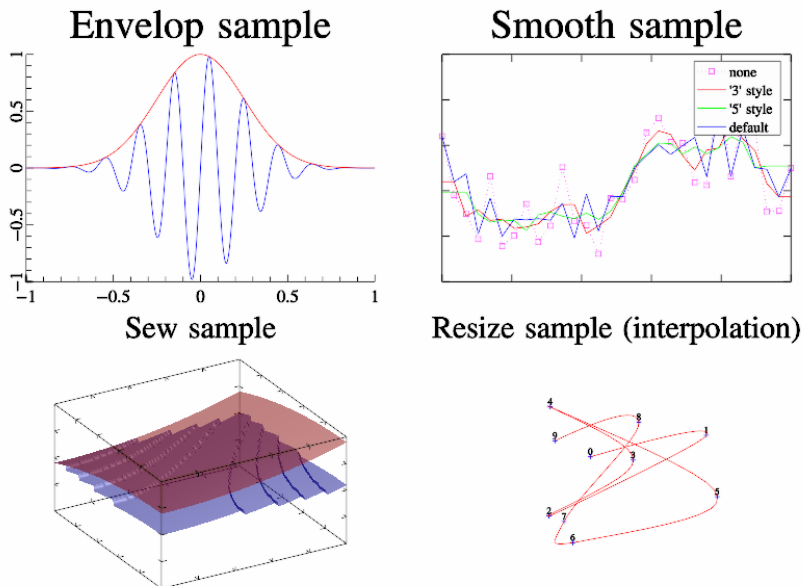 Envelop sample
1
0.5
0
−0.5
−1
−1
−0.5
0
0.5
1
Smooth sample
none
'3' style
'5' style
default
Sew sample
Resize sample (interpolation)
4
8
1
9
0
3
5
2
7
6